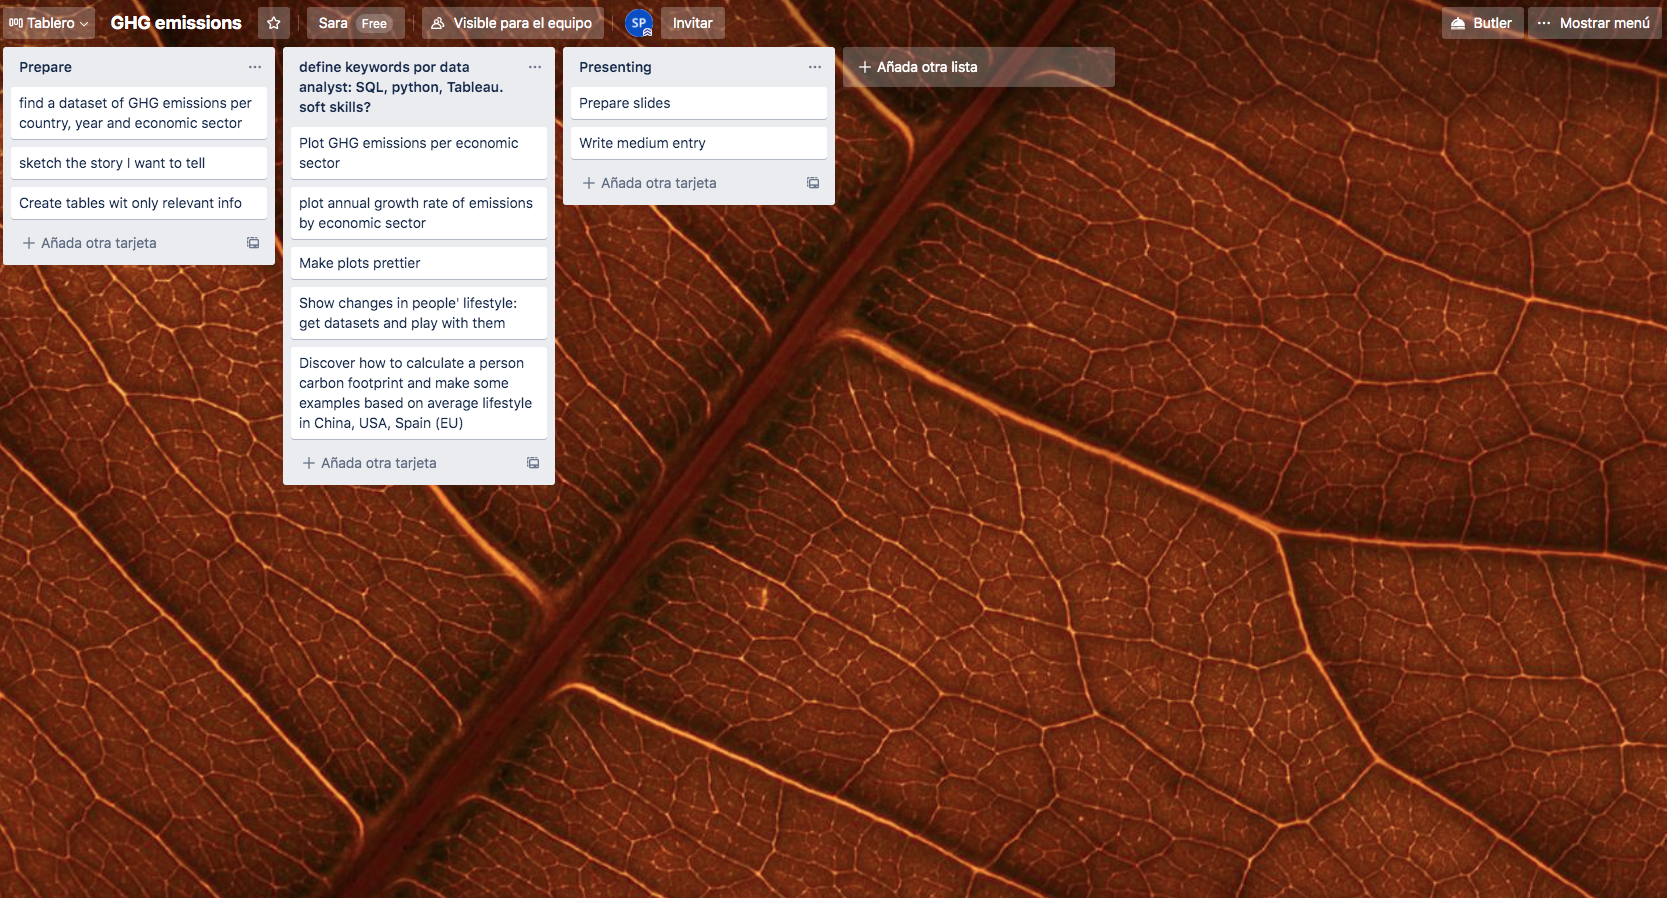 Tablero
GHG emissions
Sara Free
Visible para el equipo
SP
Invitar
Butler
Mostrar menú
Prepare
find a dataset of GHG emissions per
country, year and economic sector
sketch the story I want to tell
Create tables wit only relevant info
Añada otra tarjeta
define keywords por data
analyst: SQL, python, Tableau.
soft skills?
Plot GHG emissions per economic
sector
plot annual growth rate of emissions
by economic sector
Make plots prettier
Show changes in people' lifestyle:
get datasets and play with them
Discover how to calculate a person
carbon footprint and make some
examples based on average lifestyle
in China, USA, Spain (EU)
Añada otra tarjeta
Presenting
Prepare slides
Write medium entry
Añada otra tarjeta
Añada otra lista